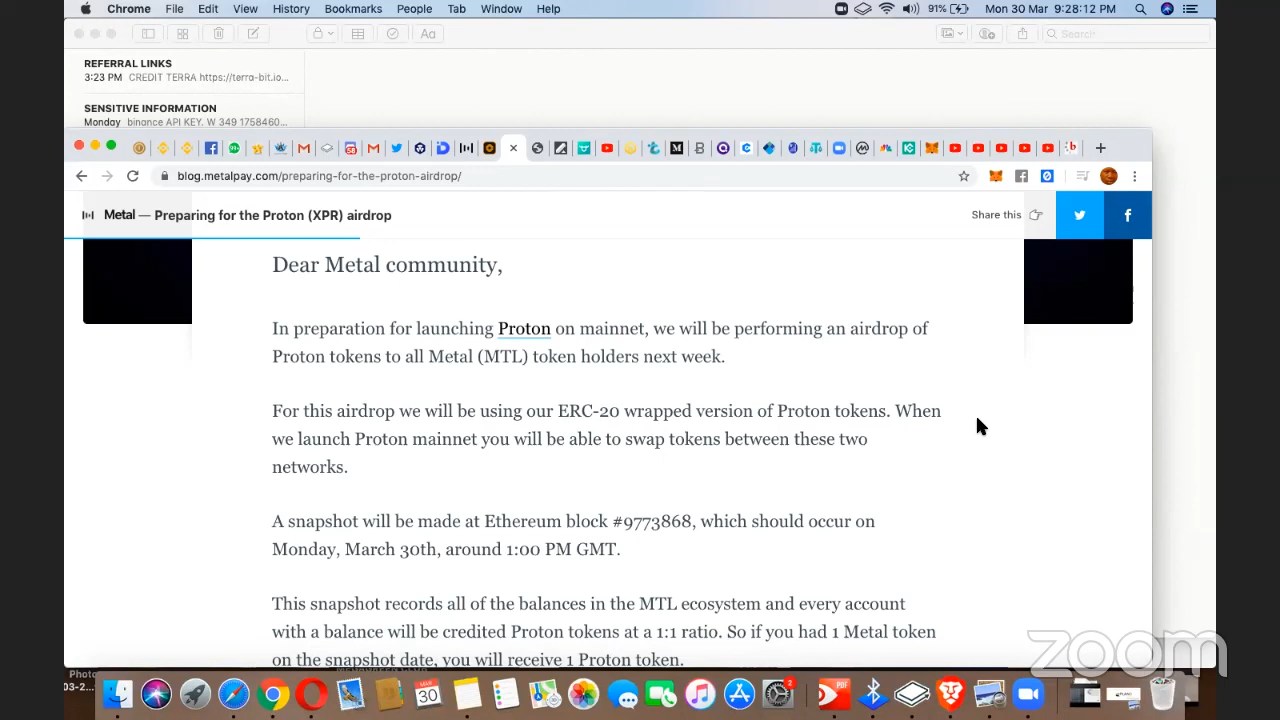 Chrome File Edit View History Bookmarks People Tab Window Help 91% Mon 30 Mar 9:28:12 PM
Aa Search
REFERRAL LINKS
3:23 PM CREDIT TERRA https://terra-bit.io...
SENSITIVE INFORMATION
Monday binance API KEY. W 349 1758460...
blog.metalpay.com/preparing-for-the-proton-airdrop/
Metal — Preparing for the Proton (XPR) airdrop Share this
Dear Metal community,
In preparation for launching Proton on mainnet, we will be performing an airdrop of
Proton tokens to all Metal (MTL) token holders next week.
For this airdrop we will be using our ERC-20 wrapped version of Proton tokens. When
we launch Proton mainnet you will be able to swap tokens between these two
networks.
A snapshot will be made at Ethereum block #9773868, which should occur on
Monday, March 30th, around 1:00 PM GMT.
This snapshot records all of the balances in the MTL ecosystem and every account
with a balance will be credited Proton tokens at a 1:1 ratio. So if you had 1 Metal token
on the snapshot date, you will receive 1 Proton token.
zoom
Photo
03-2...
MAR
30
2
PDF